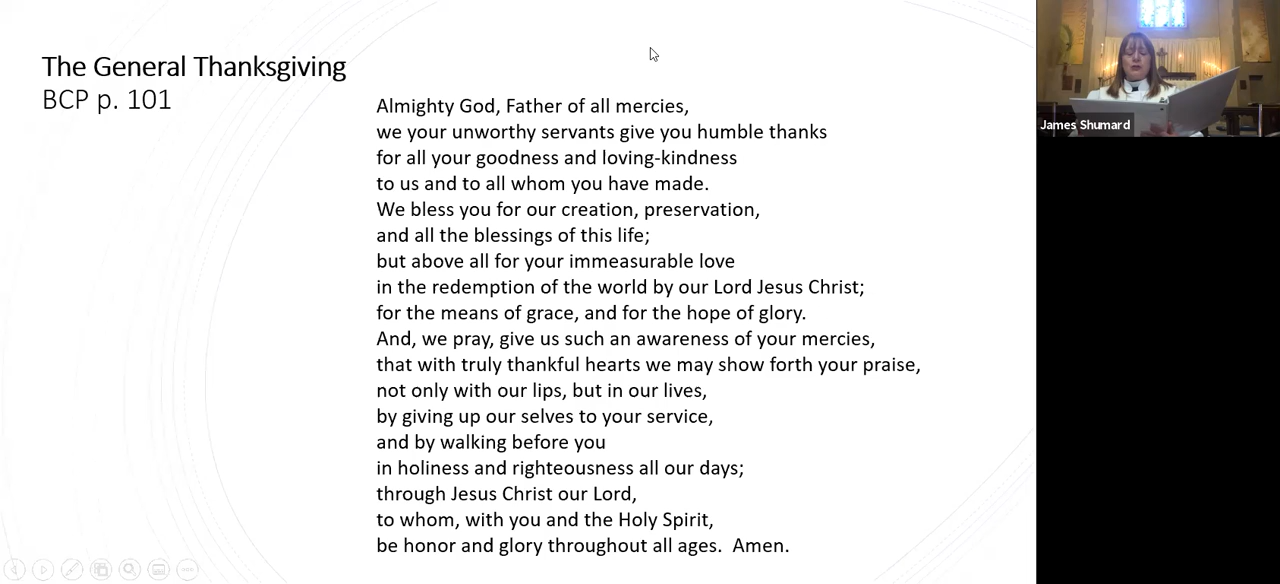 The General Thanksgiving
BCP p. 101
Almighty God, Father of all mercies,
we your unworthy servants give you humble thanks
for all your goodness and loving-kindness
to us and to all whom you have made.
We bless you for our creation, preservation,
and all the blessings of this life;
but above all for your immeasurable love
in the redemption of the world by our Lord Jesus Christ;
for the means of grace, and for the hope of glory.
And, we pray, give us such an awareness of your mercies,
that with truly thankful hearts we may show forth your praise,
not only with our lips, but in our lives,
by giving up our selves to your service,
and by walking before you
in holiness and righteousness all our days;
through Jesus Christ our Lord,
to whom, with you and the Holy Spirit,
be honor and glory throughout all ages.  Amen.
James Shumard